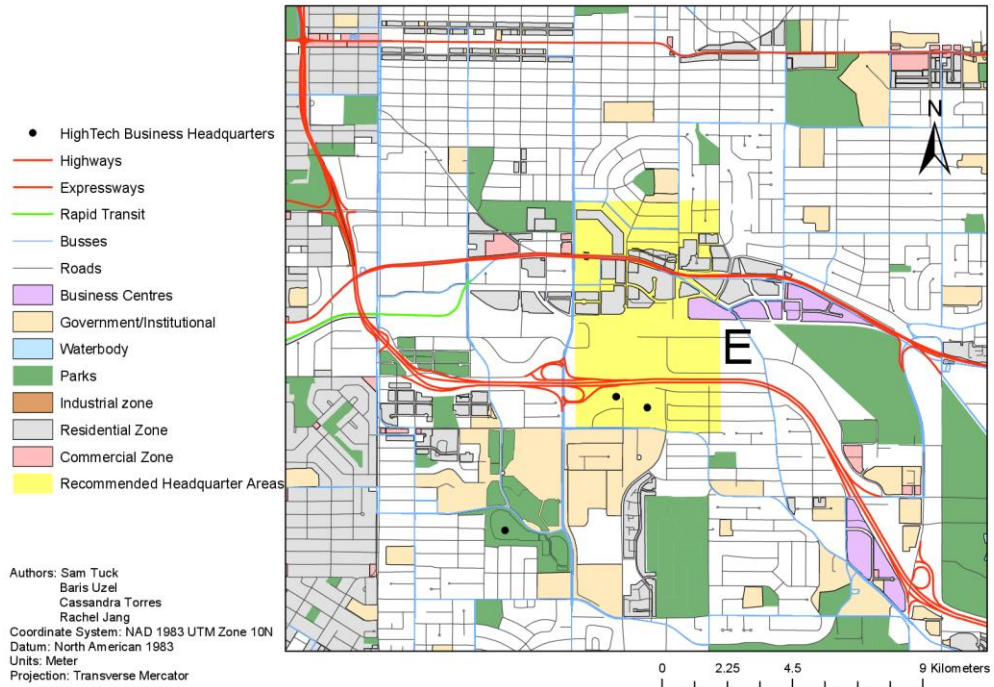 HighTech Business Headquarters
Highways
Expressways
Rapid Transit
Busses
Roads
Business Centres
Government/Institutional
Waterbody
Parks
Industrial zone
Residential Zone
Commercial Zone
Recommended Headquarter Areas
Authors: Sam Tuck
Baris Uzel
Cassandra Torres
Rachel Jang
Coordinate System: NAD 1983 UTM Zone 10N
Datum: North American 1983
Units: Meter
Projection: Transverse Mercator
N
E
0 2.25 4.5 9 Kilometers